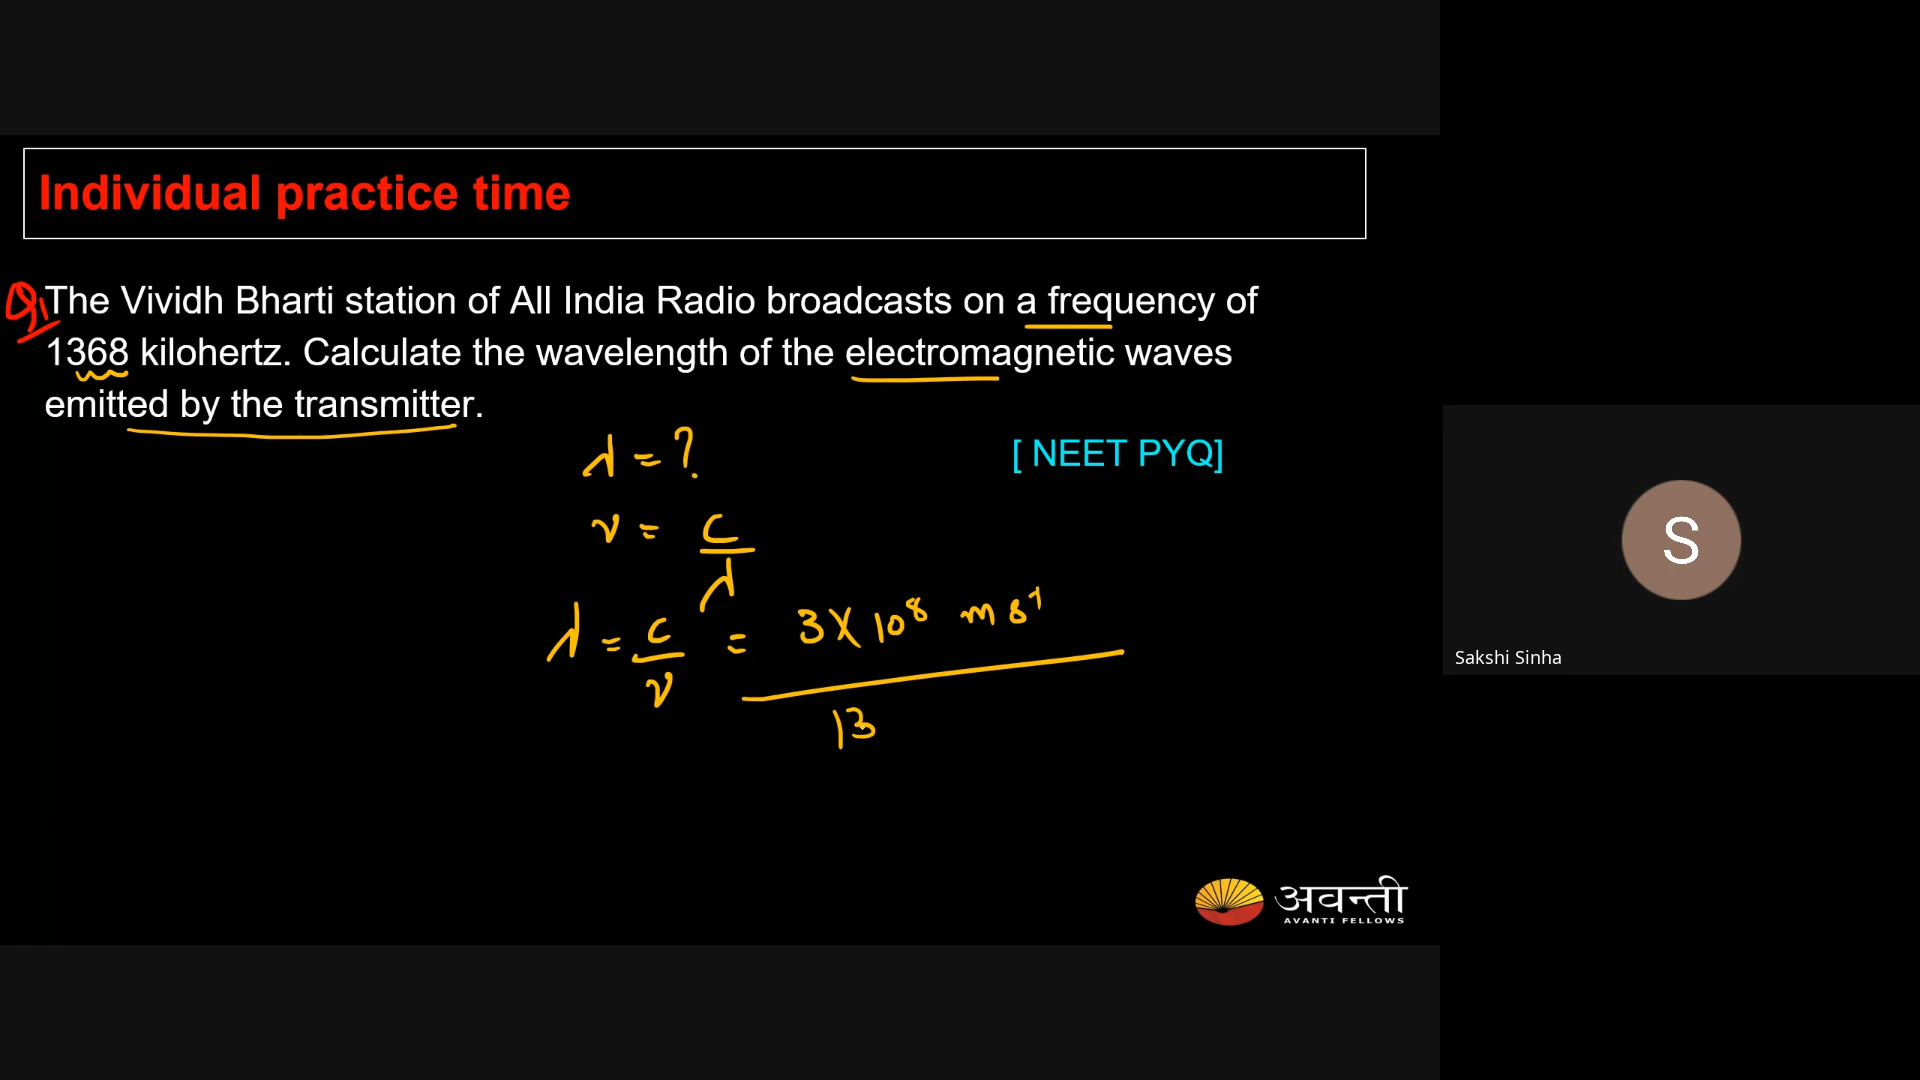 Individual practice time
Q1 The Vividh Bharti station of All India Radio broadcasts on a frequency of
1368 kilohertz. Calculate the wavelength of the electromagnetic waves
emitted by the transmitter.
λ = ?
[ NEET PYQ]
ν = c/λ
λ = c/ν = 3 X 10⁸ m s⁻¹
13
S
Sakshi Sinha
अवन्ती
AVANTI FELLOWS